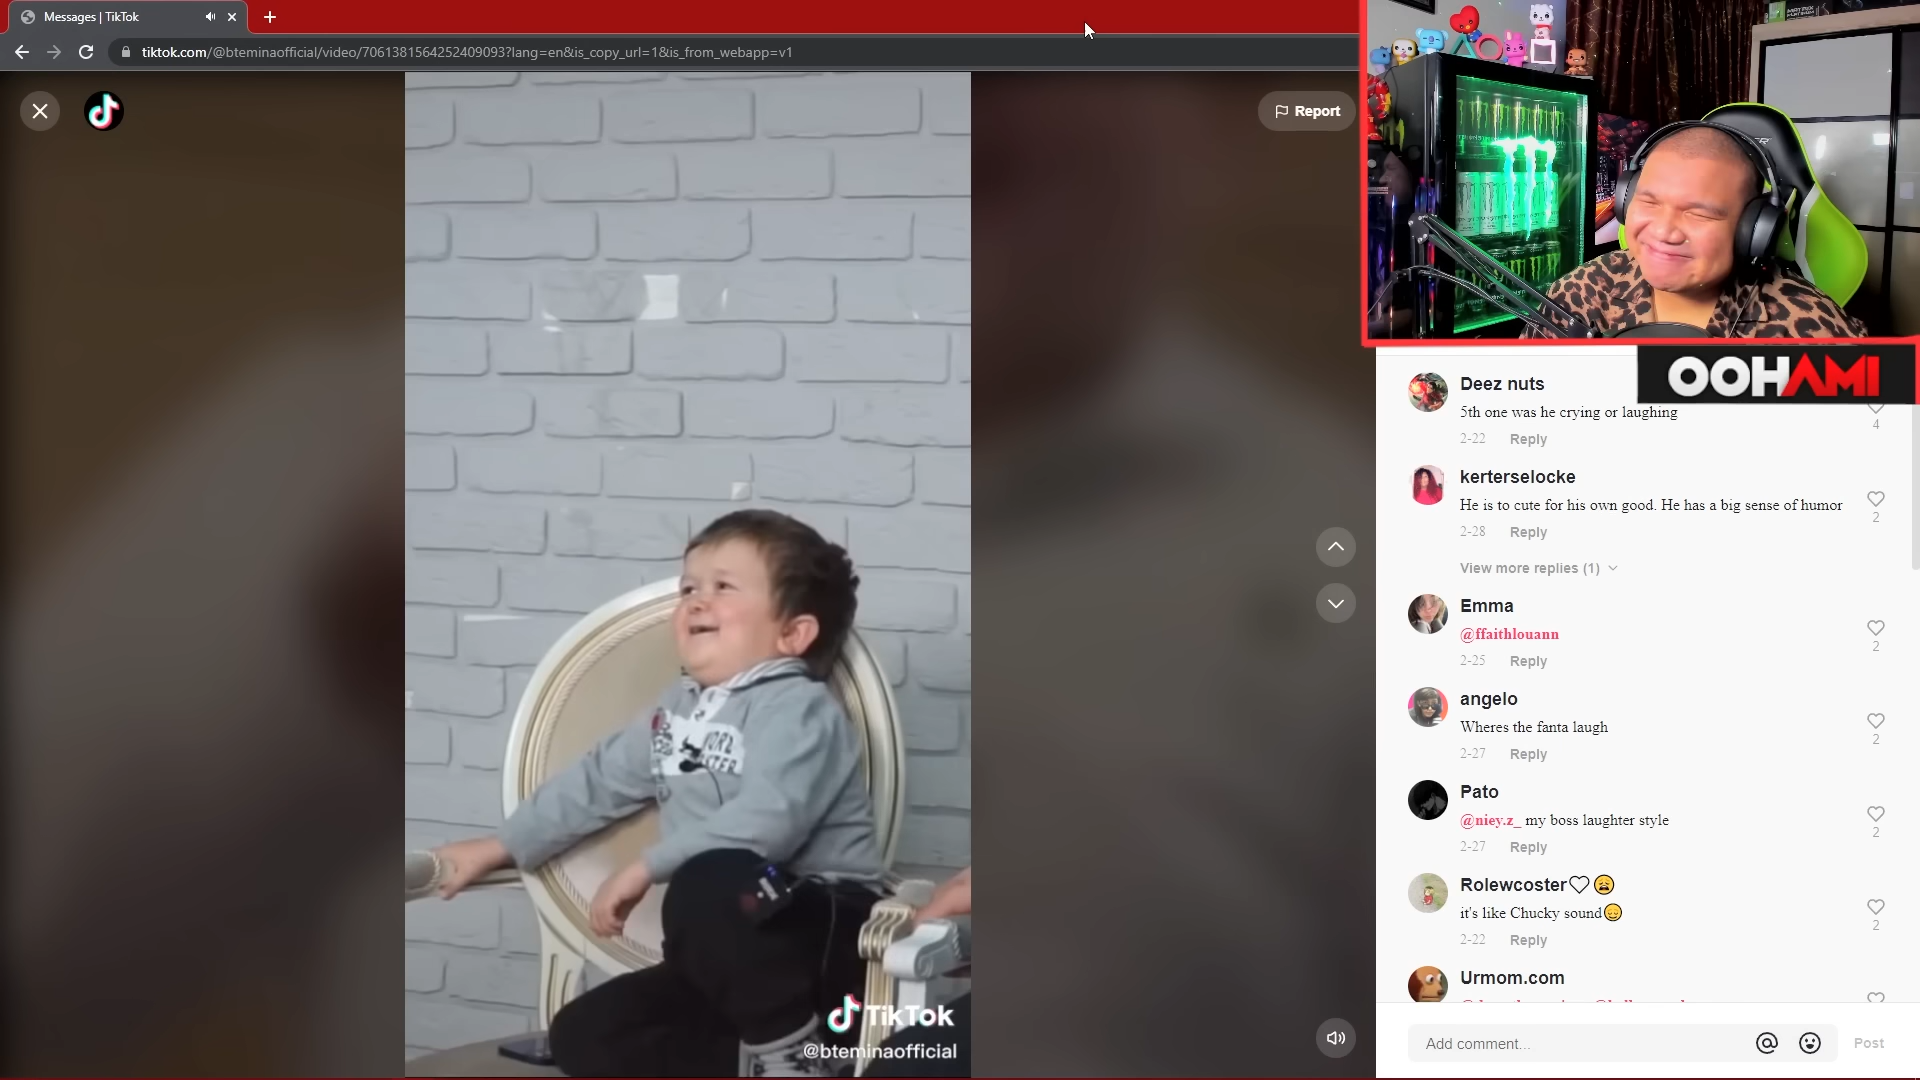 Messages | TikTok
tiktok.com/@bteminaofficial/video/7061381564252409093?lang=en&is_copy_url=1&is_from_webapp=v1
Report
OOHAMI
TikTok
@bteminaofficial
Deez nuts
5th one was he crying or laughing
4
2-22 Reply
kerterselocke
He is to cute for his own good. He has a big sense of humor
2
2-28 Reply
View more replies (1)
Emma
@ffaithlouann
2
2-25 Reply
angelo
Wheres the fanta laugh
2
2-27 Reply
Pato
@niey.z_ my boss laughter style
2
2-27 Reply
Rolewcoster♡😩
it's like Chucky sound😏
2
2-22 Reply
Urmom.com
Add comment...
Post